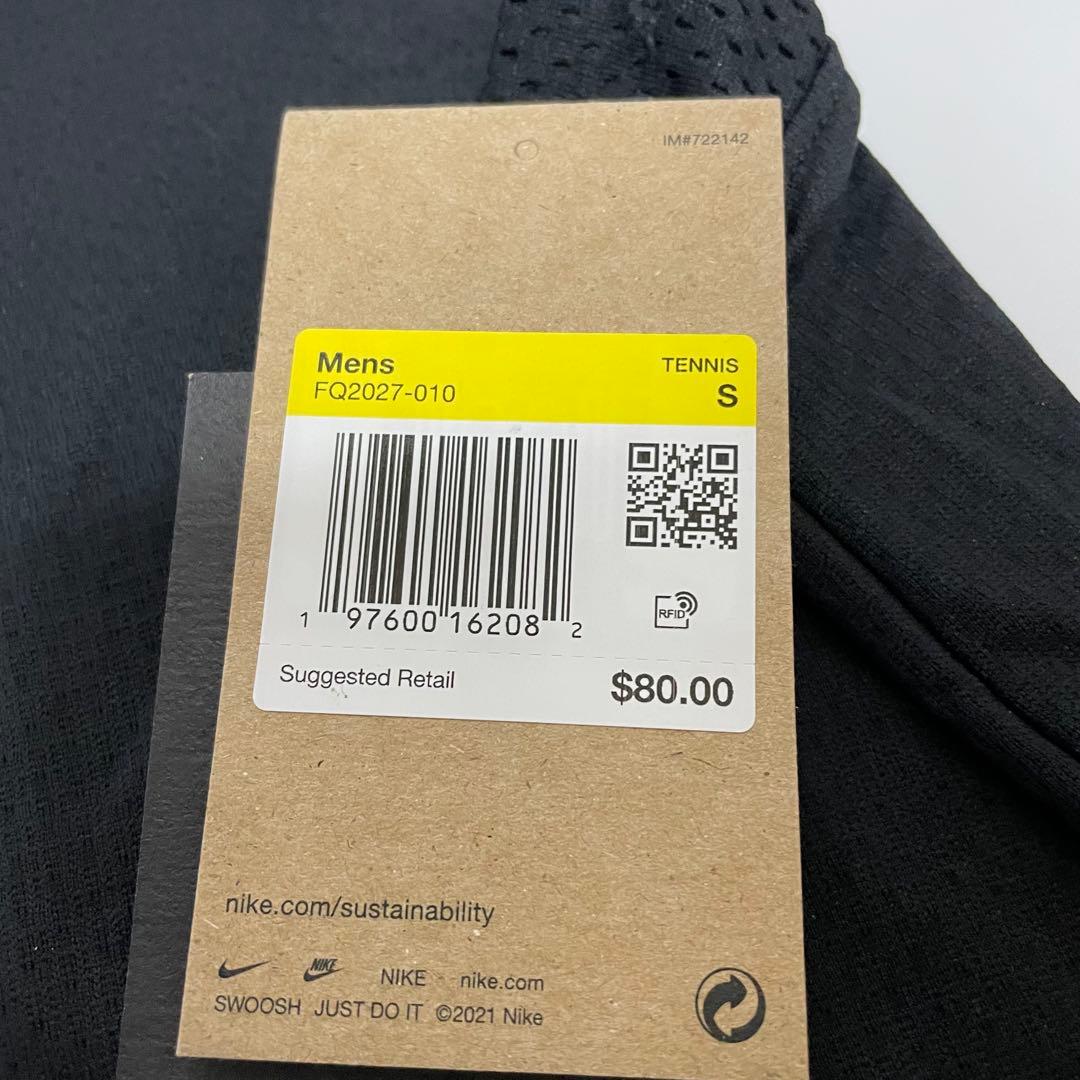 IM#722142
Mens TENNIS
FQ2027-010 S
1 97600 16208 2
RFID
Suggested Retail $80.00
nike.com/sustainability
NIKE NIKE nike.com
SWOOSH JUST DO IT ©2021 Nike